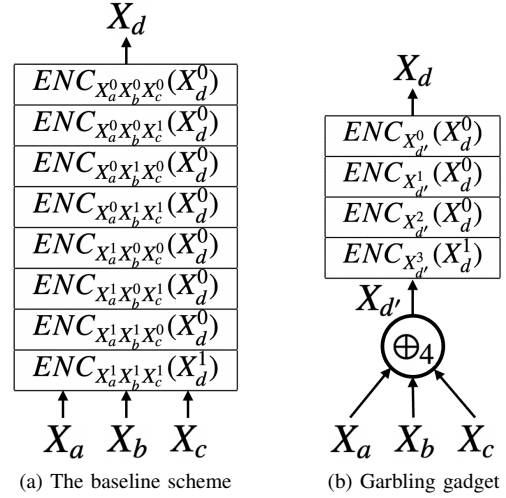 X_d
ENC_{X_a^0 X_b^0 X_c^0}(X_d^0)
ENC_{X_a^0 X_b^0 X_c^1}(X_d^0)
ENC_{X_a^0 X_b^1 X_c^0}(X_d^0)
ENC_{X_a^0 X_b^1 X_c^1}(X_d^0)
ENC_{X_a^1 X_b^0 X_c^0}(X_d^0)
ENC_{X_a^1 X_b^0 X_c^1}(X_d^0)
ENC_{X_a^1 X_b^1 X_c^0}(X_d^0)
ENC_{X_a^1 X_b^1 X_c^1}(X_d^1)
X_a X_b X_c
(a) The baseline scheme
X_d
ENC_{X_{d'}^0}(X_d^0)
ENC_{X_{d'}^1}(X_d^0)
ENC_{X_{d'}^2}(X_d^0)
ENC_{X_{d'}^3}(X_d^1)
X_{d'}
⊕_4
X_a X_b X_c
(b) Garbling gadget